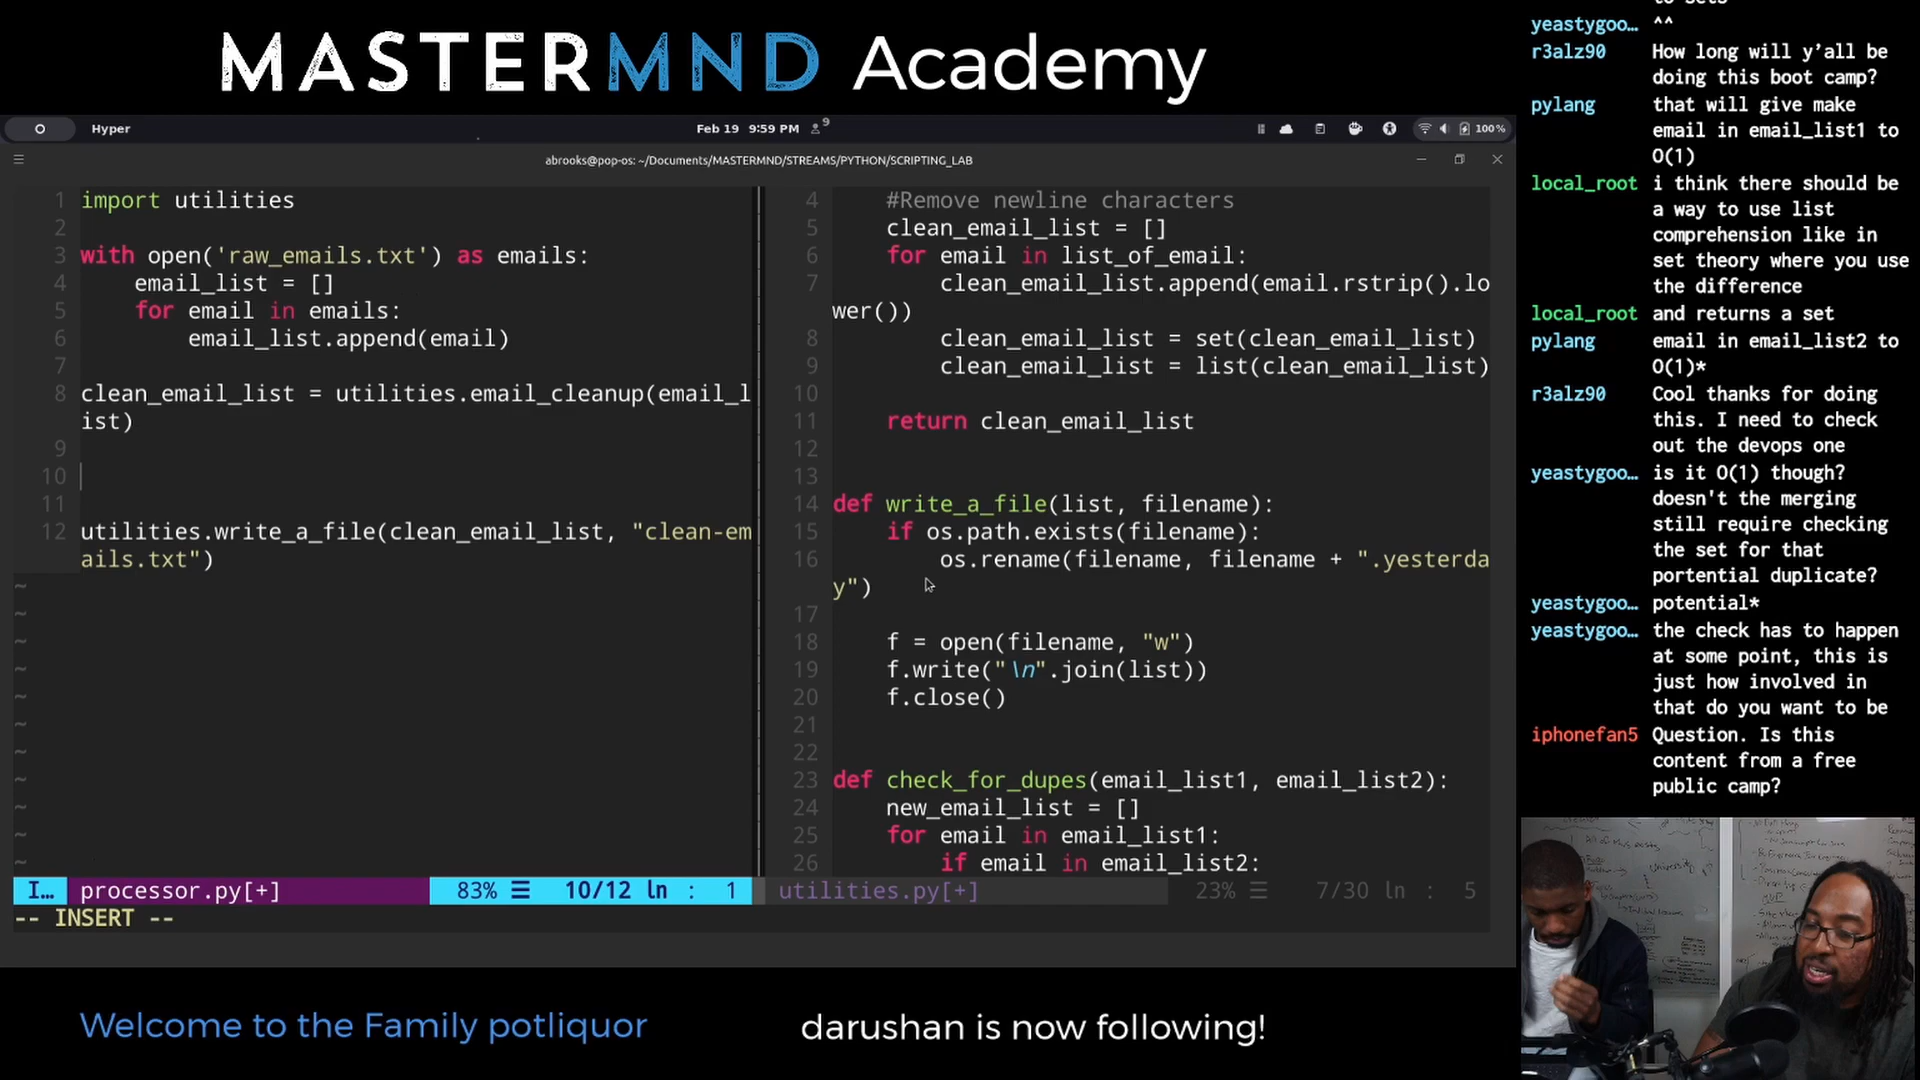 MASTERMND Academy
Hyper
Feb 19 9:59 PM
9
100%
abrooks@pop-os: ~/Documents/MASTERMND/STREAMS/PYTHON/SCRIPTING_LAB
1 import utilities
2
3 with open('raw_emails.txt') as emails:
4     email_list = []
5     for email in emails:
6         email_list.append(email)
7
8 clean_email_list = utilities.email_cleanup(email_l
ist)
9
10
11
12 utilities.write_a_file(clean_email_list, "clean-em
ails.txt")
~
~
~
~
~
~
~
~
~
~
~
I... processor.py[+] 83% ☰ 10/12 ln : 1
-- INSERT --
4     #Remove newline characters
5     clean_email_list = []
6     for email in list_of_email:
7         clean_email_list.append(email.rstrip().lo
wer())
8         clean_email_list = set(clean_email_list)
9         clean_email_list = list(clean_email_list)
10
11     return clean_email_list
12
13
14 def write_a_file(list, filename):
15     if os.path.exists(filename):
16         os.rename(filename, filename + ".yesterda
y")
17
18     f = open(filename, "w")
19     f.write("\n".join(list))
20     f.close()
21
22
23 def check_for_dupes(email_list1, email_list2):
24     new_email_list = []
25     for email in email_list1:
26         if email in email_list2:
utilities.py[+] 23% ☰ 7/30 ln : 5
to sets
yeastygoo… ^^
r3alz90 How long will y'all be
doing this boot camp?
pylang that will give make
email in email_list1 to
O(1)
local_root i think there should be
a way to use list
comprehension like in
set theory where you use
the difference
local_root and returns a set
pylang email in email_list2 to
O(1)*
r3alz90 Cool thanks for doing
this. I need to check
out the devops one
yeastygoo… is it O(1) though?
doesn't the merging
still require checking
the set for that
portential duplicate?
yeastygoo… potential*
yeastygoo… the check has to happen
at some point, this is
just how involved in
that do you want to be
iphonefan5 Question. Is this
content from a free
public camp?
Welcome to the Family potliquor
darushan is now following!